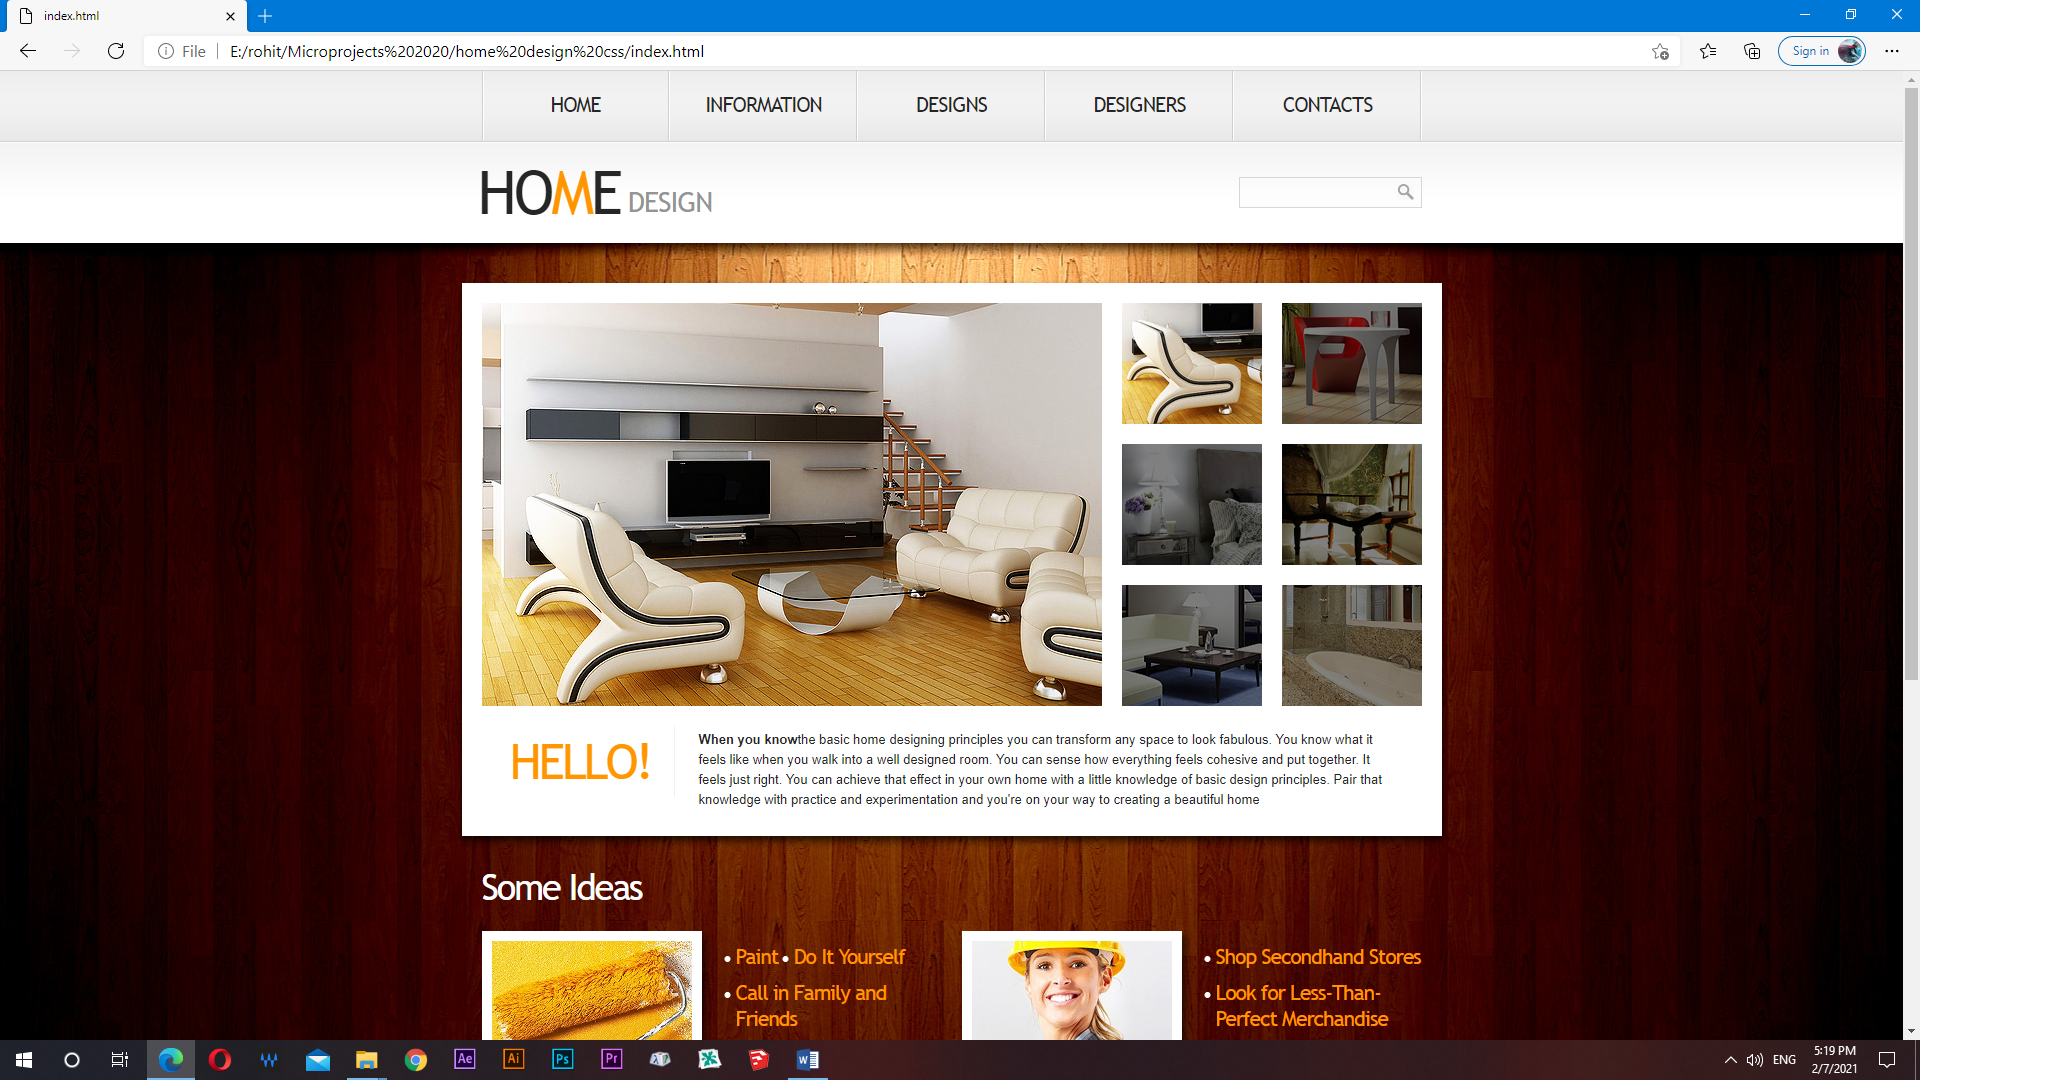 index.html
File
E:/rohit/Microprojects%202020/home%20design%20css/index.html
Sign in
HOME INFORMATION DESIGNS DESIGNERS CONTACTS
HOME DESIGN
HELLO!
When you knowthe basic home designing principles you can transform any space to look fabulous. You know what it
feels like when you walk into a well designed room. You can sense how everything feels cohesive and put together. It
feels just right. You can achieve that effect in your own home with a little knowledge of basic design principles. Pair that
knowledge with practice and experimentation and you're on your way to creating a beautiful home
Some Ideas
• Paint • Do It Yourself
• Call in Family and
Friends
• Shop Secondhand Stores
• Look for Less-Than-
Perfect Merchandise
Ae Ai Ps Pr
W
ENG
5:19 PM
2/7/2021